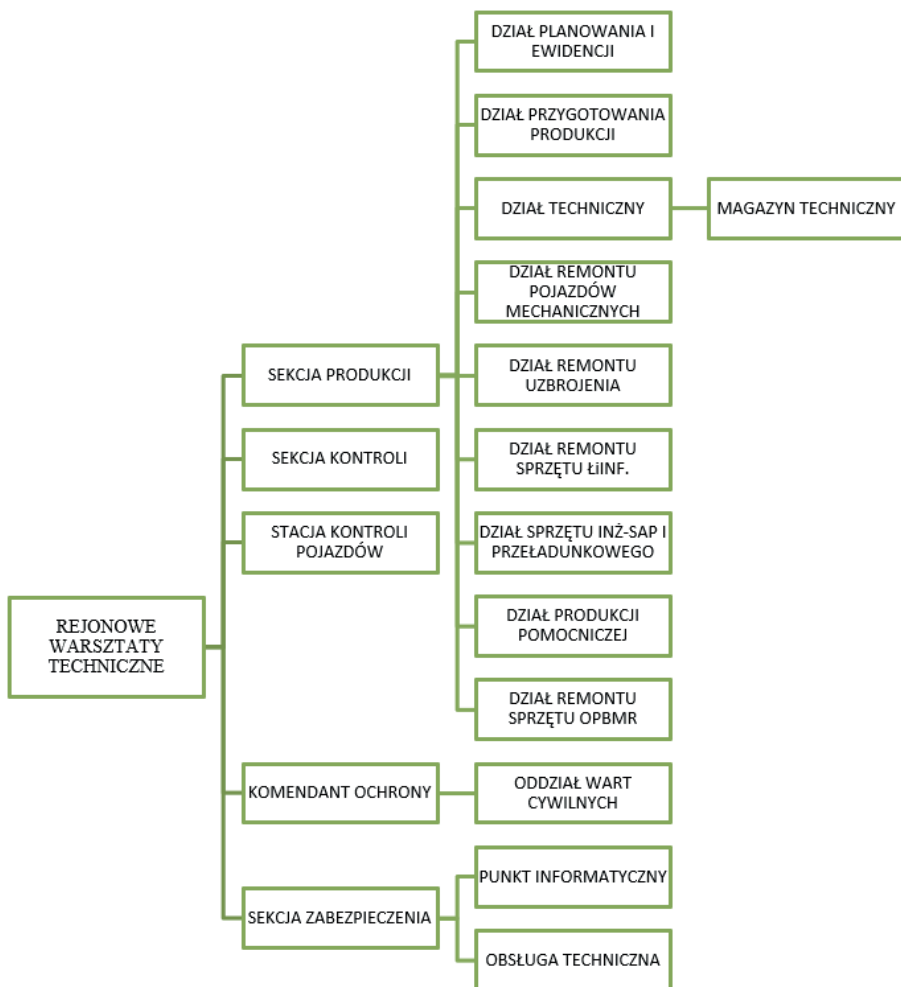 DZIAŁ PLANOWANIA I
EWIDENCJI
DZIAŁ PRZYGOTOWANIA
PRODUKCJI
DZIAŁ TECHNICZNY
MAGAZYN TECHNICZNY
DZIAŁ REMONTU
POJAZDÓW
MECHANICZNYCH
SEKCJA PRODUKCJI
DZIAŁ REMONTU
UZBROJENIA
SEKCJA KONTROLI
DZIAŁ REMONTU
SPRZĘTU ŁiINF.
STACJA KONTROLI
POJAZDÓW
DZIAŁ SPRZĘTU INŻ-SAP I
PRZEŁADUNKOWEGO
REJONOWE
WARSZTATY
TECHNICZNE
DZIAŁ PRODUKCJI
POMOCNICZEJ
DZIAŁ REMONTU
SPRZĘTU OPBMR
KOMENDANT OCHRONY
ODDZIAŁ WART
CYWILNYCH
PUNKT INFORMATYCZNY
SEKCJA ZABEZPIECZENIA
OBSŁUGA TECHNICZNA